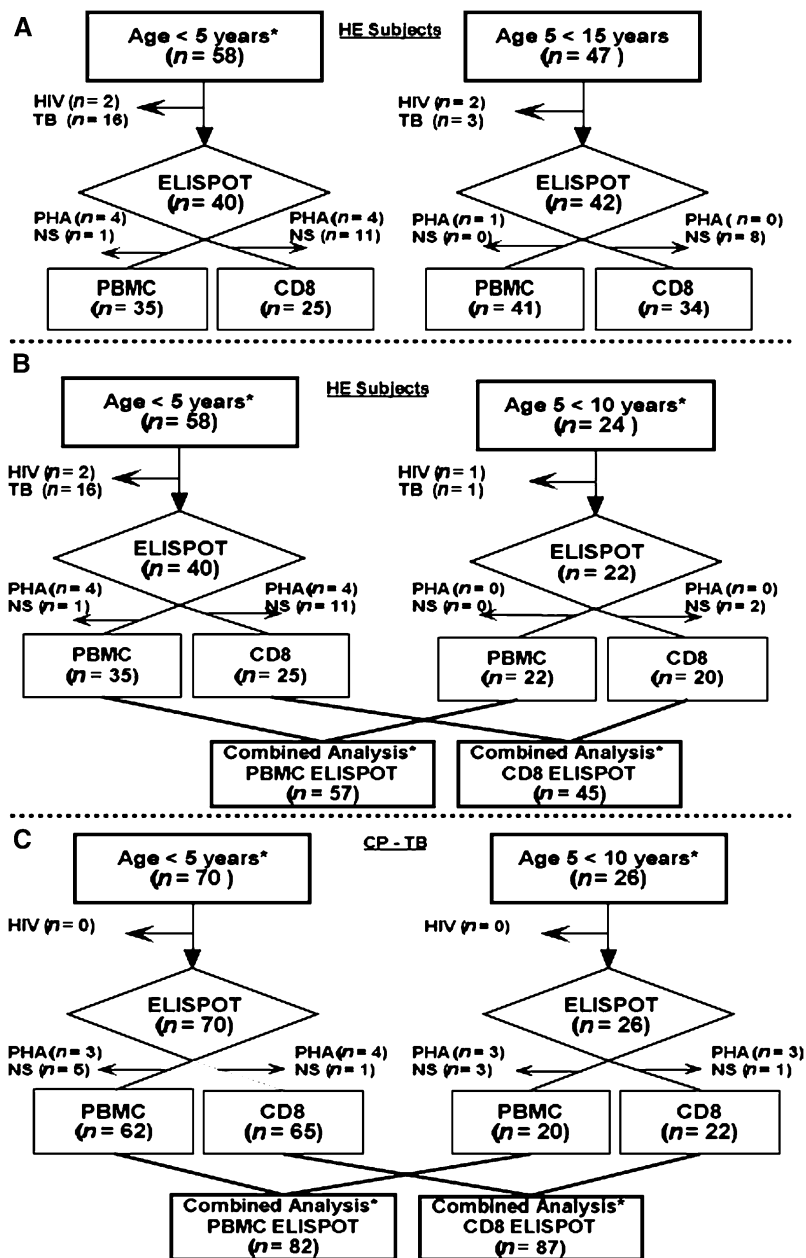 A
HE Subjects
Age < 5 years*
(n = 58)
Age 5 < 15 years
(n = 47 )
HIV (n = 2)
TB (n = 16)
HIV (n = 2)
TB (n = 3)
ELISPOT
(n = 40)
ELISPOT
(n = 42)
PHA (n = 4)
NS (n = 1)
PHA (n = 4)
NS (n = 11)
PHA (n = 1)
NS (n = 0)
PHA ( n = 0)
NS (n = 8)
PBMC
(n = 35)
CD8
(n = 25)
PBMC
(n = 41)
CD8
(n = 34)
B
HE Subjects
Age < 5 years*
(n = 58)
Age 5 < 10 years*
(n = 24 )
HIV (n = 2)
TB (n = 16)
HIV (n = 1)
TB (n = 1)
ELISPOT
(n = 40)
ELISPOT
(n = 22)
PHA (n = 4)
NS (n = 1)
PHA (n = 4)
NS (n = 11)
PHA (n = 0)
NS (n = 0)
PHA (n = 0)
NS (n = 2)
PBMC
(n = 35)
CD8
(n = 25)
PBMC
(n = 22)
CD8
(n = 20)
Combined Analysis*
PBMC ELISPOT
(n = 57)
Combined Analysis*
CD8 ELISPOT
(n = 45)
C
CP - TB
Age < 5 years*
(n = 70 )
Age 5 < 10 years*
(n = 26)
HIV (n = 0)
HIV (n = 0)
ELISPOT
(n = 70)
ELISPOT
(n = 26)
PHA (n = 3)
NS (n = 5)
PHA (n = 4)
NS (n = 1)
PHA (n = 3)
NS (n = 3)
PHA (n = 3)
NS (n = 1)
PBMC
(n = 62)
CD8
(n = 65)
PBMC
(n = 20)
CD8
(n = 22)
Combined Analysis*
PBMC ELISPOT
(n = 82)
Combined Analysis*
CD8 ELISPOT
(n = 87)